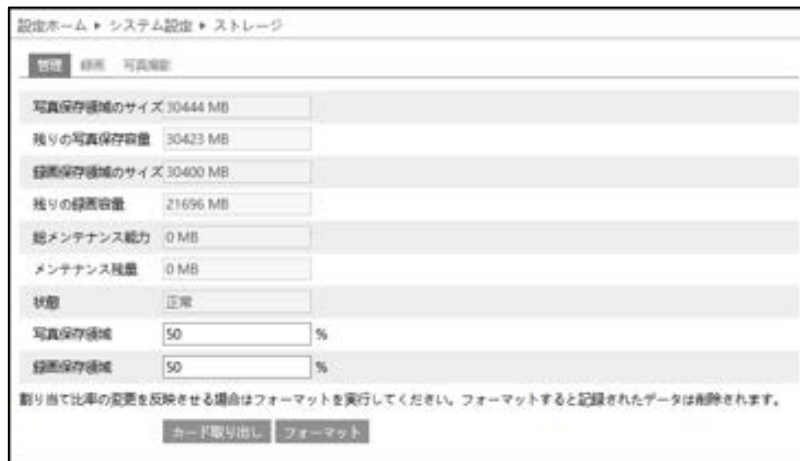 設定ホーム ▸ システム設定 ▸ ストレージ
管理 録画 写真撮影
写真保存領域のサイズ 30444 MB
残りの写真保存容量 30423 MB
録画保存領域のサイズ 30400 MB
残りの録画容量 21696 MB
総メンテナンス能力 0 MB
メンテナンス残量 0 MB
状態 正常
写真保存領域 50 %
録画保存領域 50 %
割り当て比率の変更を反映させる場合はフォーマットを実行してください。フォーマットすると記録されたデータは削除されます。
カード取り出し フォーマット